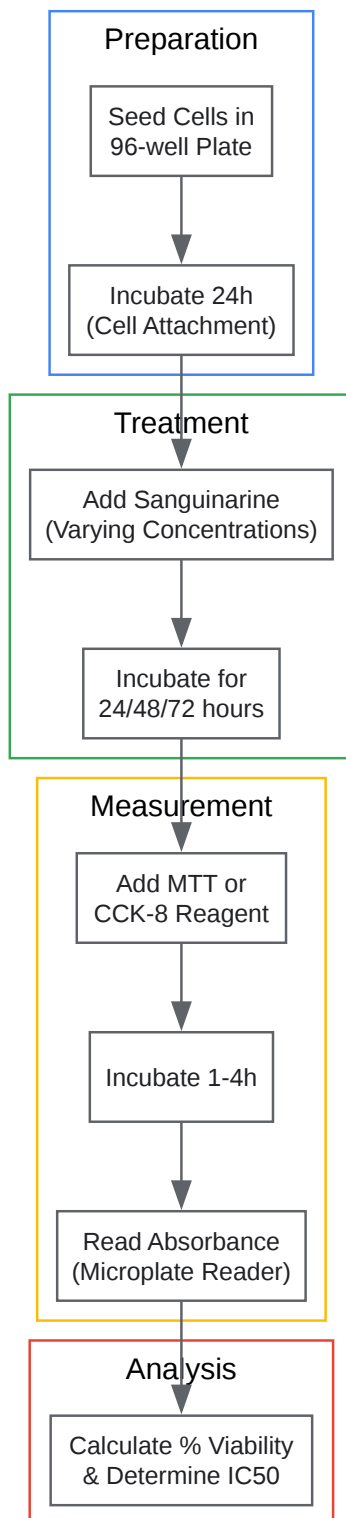 Preparation
Seed Cells in
96-well Plate
Incubate 24h
(Cell Attachment)
Treatment
Add Sanguinarine
(Varying Concentrations)
Incubate for
24/48/72 hours
Measurement
Add MTT or
CCK-8 Reagent
Incubate 1-4h
Read Absorbance
(Microplate Reader)
Analysis
Calculate % Viability
& Determine IC50